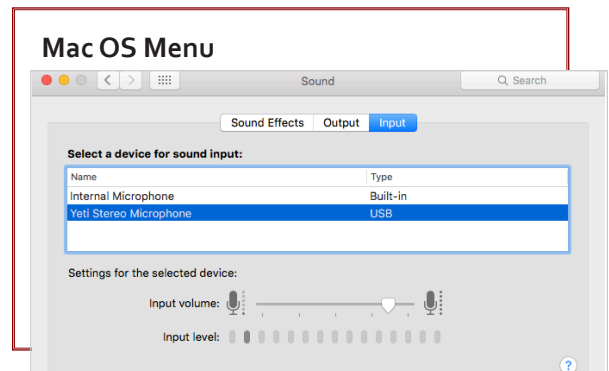 Mac OS Menu
Sound
Search
Sound Effects Output Input
Select a device for sound input:
Name Type
Internal Microphone Built-in
Yeti Stereo Microphone USB
Settings for the selected device:
Input volume:
Input level:
?